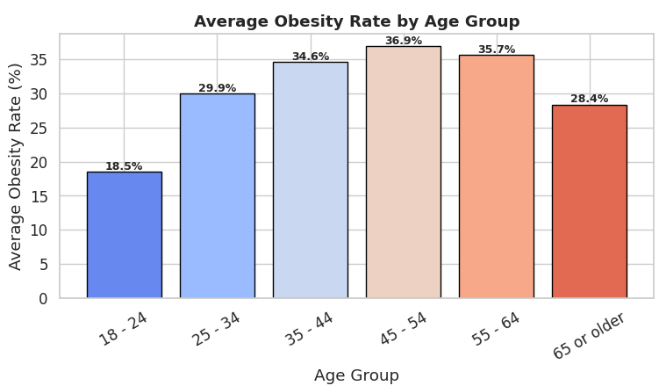 Average Obesity Rate by Age Group
Average Obesity Rate (%)
35
30
25
20
15
10
5
0
18.5%
29.9%
34.6%
36.9%
35.7%
28.4%
18 - 24
25 - 34
35 - 44
45 - 54
55 - 64
65 or older
Age Group